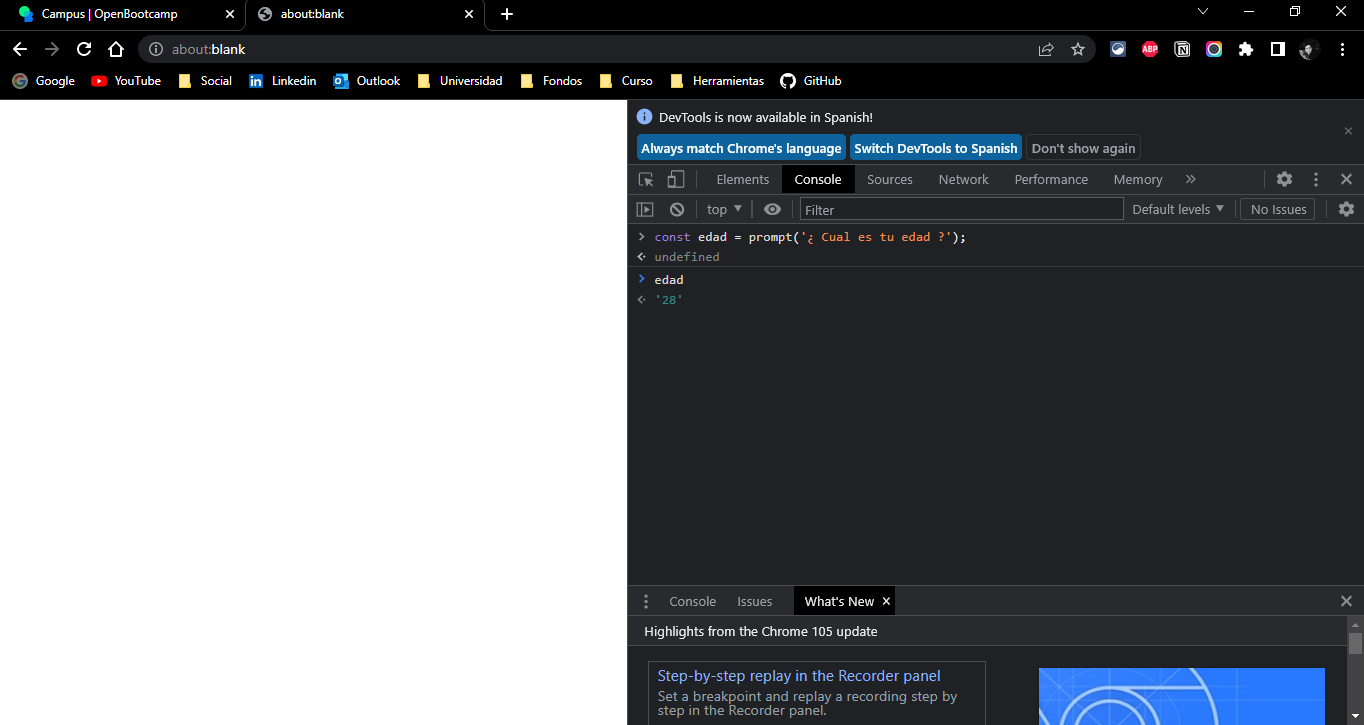 Campus | OpenBootcamp
about:blank
about:blank
ABP
Google YouTube Social Linkedin Outlook Universidad Fondos Curso Herramientas GitHub
DevTools is now available in Spanish!
Always match Chrome's language Switch DevTools to Spanish Don't show again
Elements Console Sources Network Performance Memory
top Filter Default levels No Issues
const edad = prompt('¿ Cual es tu edad ?');
undefined
edad
'28'
Console Issues What's New
Highlights from the Chrome 105 update
Step-by-step replay in the Recorder panel
Set a breakpoint and replay a recording step by
step in the Recorder panel.